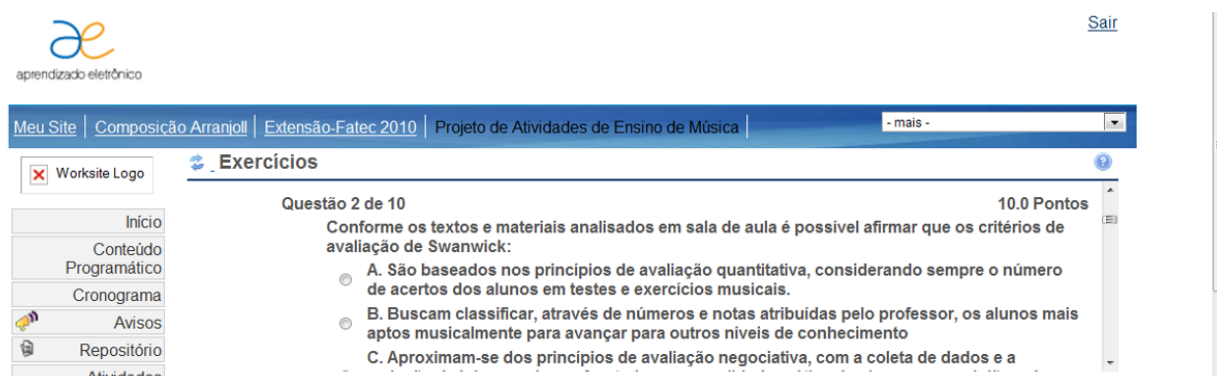 Sair
aprendizado eletrônico
Meu Site | Composição Arranjoll | Extensão-Fatec 2010 | Projeto de Atividades de Ensino de Música | - mais -
Worksite Logo
Exercícios
Início
Conteúdo
Programático
Cronograma
Avisos
Repositório
Atividades
Questão 2 de 10 10.0 Pontos
Conforme os textos e materiais analisados em sala de aula é possível afirmar que os critérios de
avaliação de Swanwick:
A. São baseados nos princípios de avaliação quantitativa, considerando sempre o número
de acertos dos alunos em testes e exercícios musicais.
B. Buscam classificar, através de números e notas atribuídas pelo professor, os alunos mais
aptos musicalmente para avançar para outros níveis de conhecimento
C. Aproximam-se dos princípios de avaliação negociativa, com a coleta de dados e a